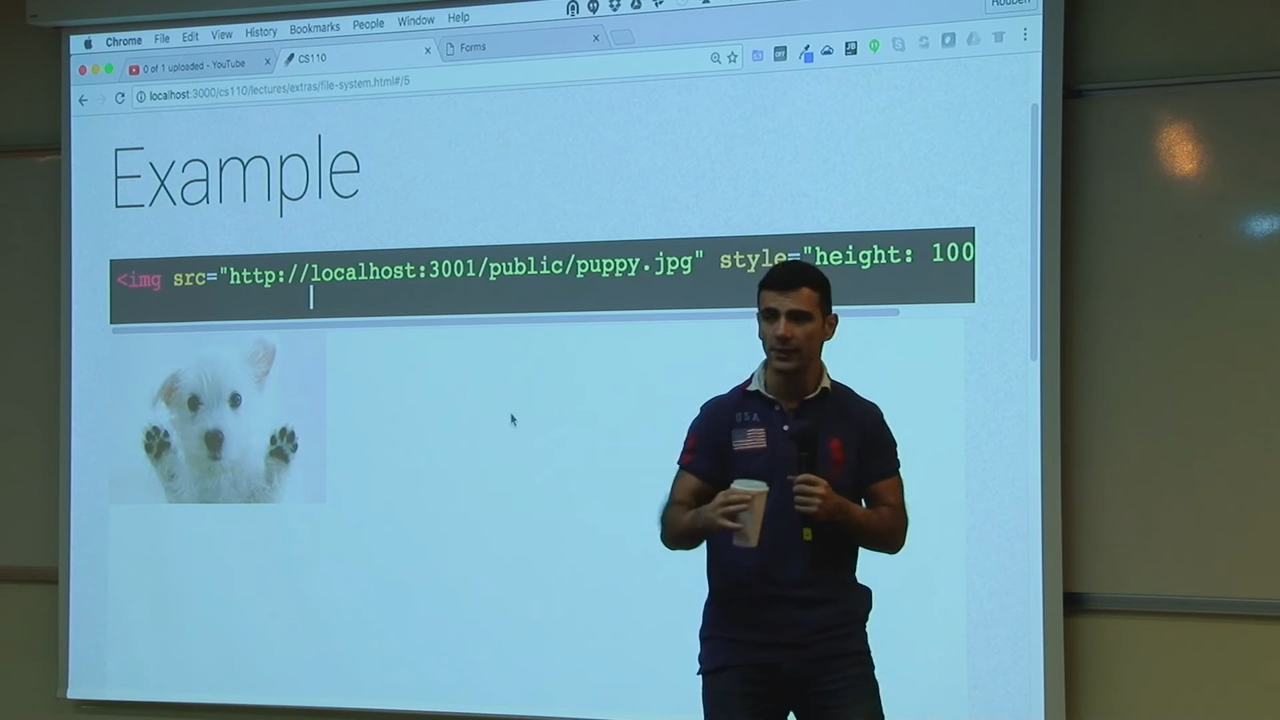 Chrome File Edit View History Bookmarks People Window Help
0 of 1 uploaded - YouTube
CS110
Forms
localhost:3000/cs110/lectures/extras/file-system.html#/5
Example
<img src="http://localhost:3001/public/puppy.jpg" style="height: 100
USA